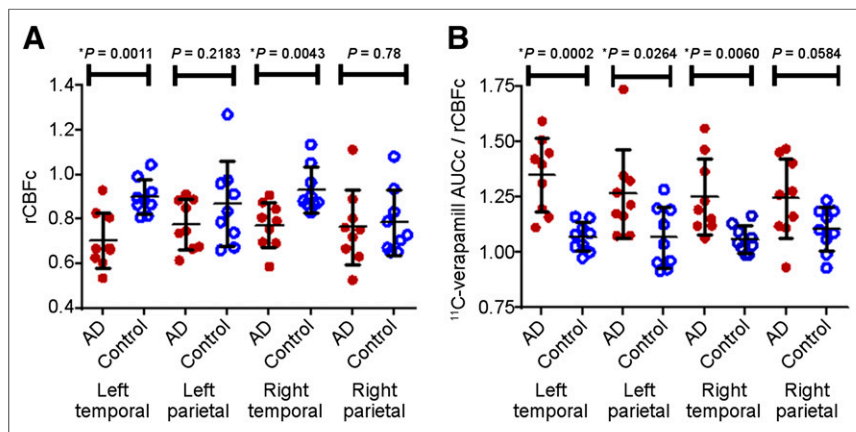 A
*P = 0.0011 P = 0.2183 *P = 0.0043 P = 0.78
1.4
1.2
1.0
0.8
0.6
0.4
rCBFc
AD Control AD Control AD Control AD Control
Left temporal Left parietal Right temporal Right parietal
B
*P = 0.0002 *P = 0.0264 *P = 0.0060 P = 0.0584
1.75
1.50
1.25
1.00
0.75
¹¹C-verapamill AUCc / rCBFc
AD Control AD Control AD Control AD Control
Left temporal Left parietal Right temporal Right parietal